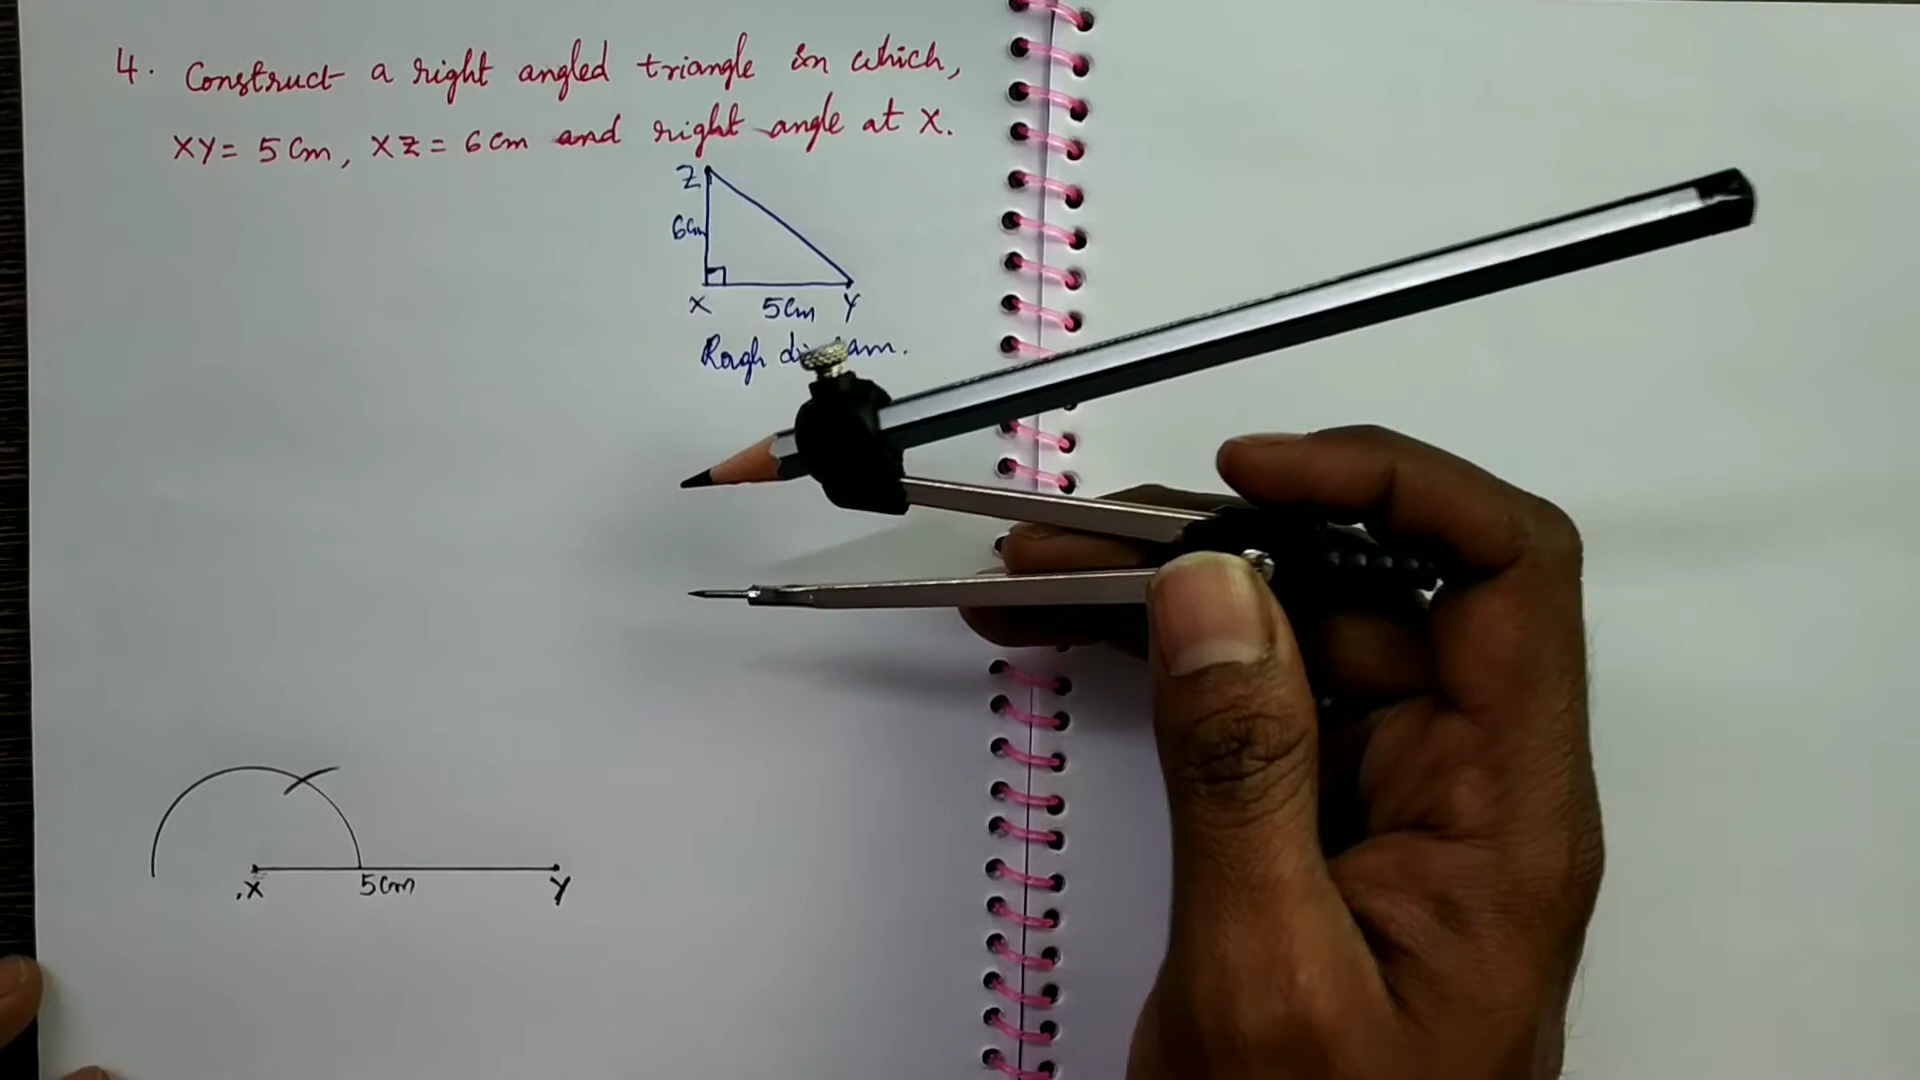 4. Construct a right angled triangle in which,
XY = 5 Cm, XZ = 6 cm and right angle at X.
Z
6cm
X 5cm Y
Rough
.X 5cm Y